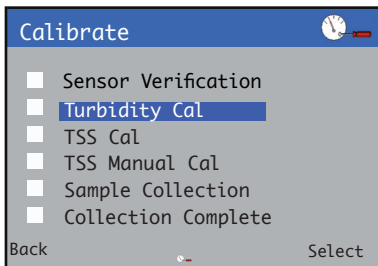 Calibrate
Sensor Verification
Turbidity Cal
TSS Cal
TSS Manual Cal
Sample Collection
Collection Complete
Back
Select